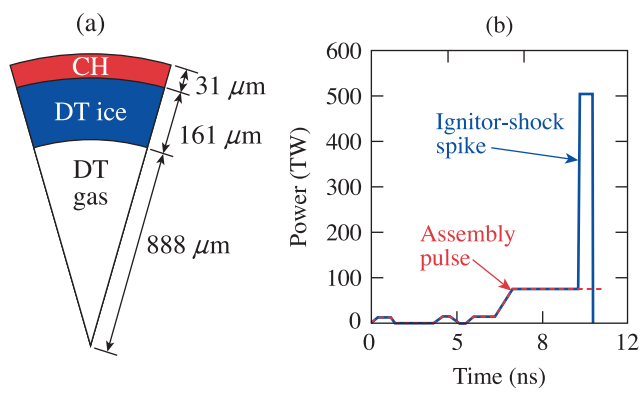 (a)
CH
DT ice
DT
gas
31 μm
161 μm
888 μm
(b)
Power (TW)
600
500
400
300
200
100
0
Ignitor-shock
spike
Assembly
pulse
0 5 8 12
Time (ns)